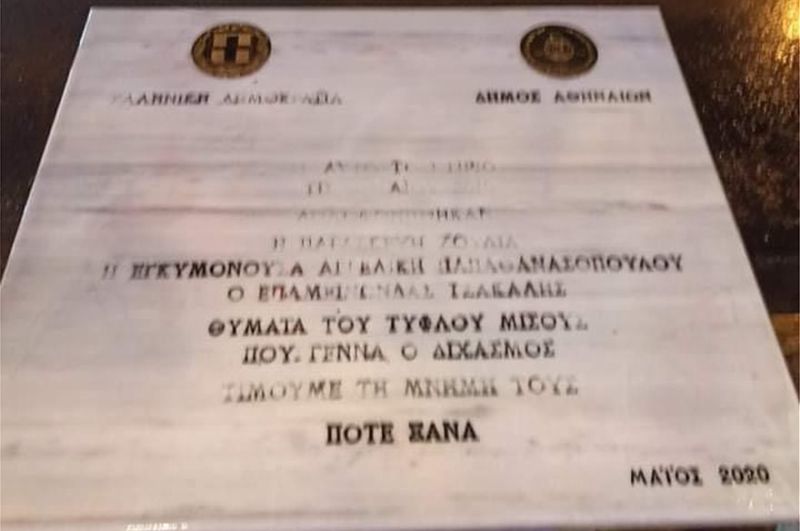 ΕΛΛΗΝΙΚΗ ΔΗΜΟΚΡΑΤΙΑ
ΔΗΜΟΣ ΑΘΗΝΑΙΩΝ
Η ΠΑΡΑΣΚΕΥΗ ΖΟΥΛΙΑ
Η ΕΓΚΥΜΟΝΟΥΣΑ ΑΓΓΕΛΙΚΗ ΠΑΠΑΘΑΝΑΣΟΠΟΥΛΟΥ
Ο ΕΠΑΜΕΙΝΩΝΔΑΣ ΤΣΑΚΑΛΗΣ
ΘΥΜΑΤΑ ΤΟΥ ΤΥΦΛΟΥ ΜΙΣΟΥΣ
ΠΟΥ ΓΕΝΝΑ Ο ΔΙΧΑΣΜΟΣ
ΤΙΜΟΥΜΕ ΤΗ ΜΝΗΜΗ ΤΟΥΣ
ΠΟΤΕ ΞΑΝΑ
ΜΑΪΟΣ 2020